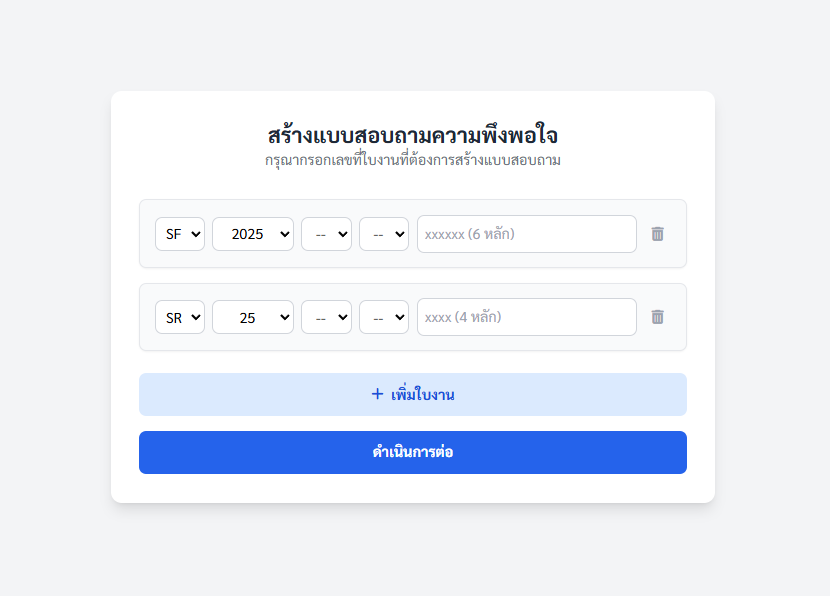 สร้างแบบสอบถามความพึงพอใจ
กรุณากรอกเลขที่ใบงานที่ต้องการสร้างแบบสอบถาม
SF 2025 -- -- xxxxxx (6 หลัก)
SR 25 -- -- xxxx (4 หลัก)
+ เพิ่มใบงาน
ดำเนินการต่อ